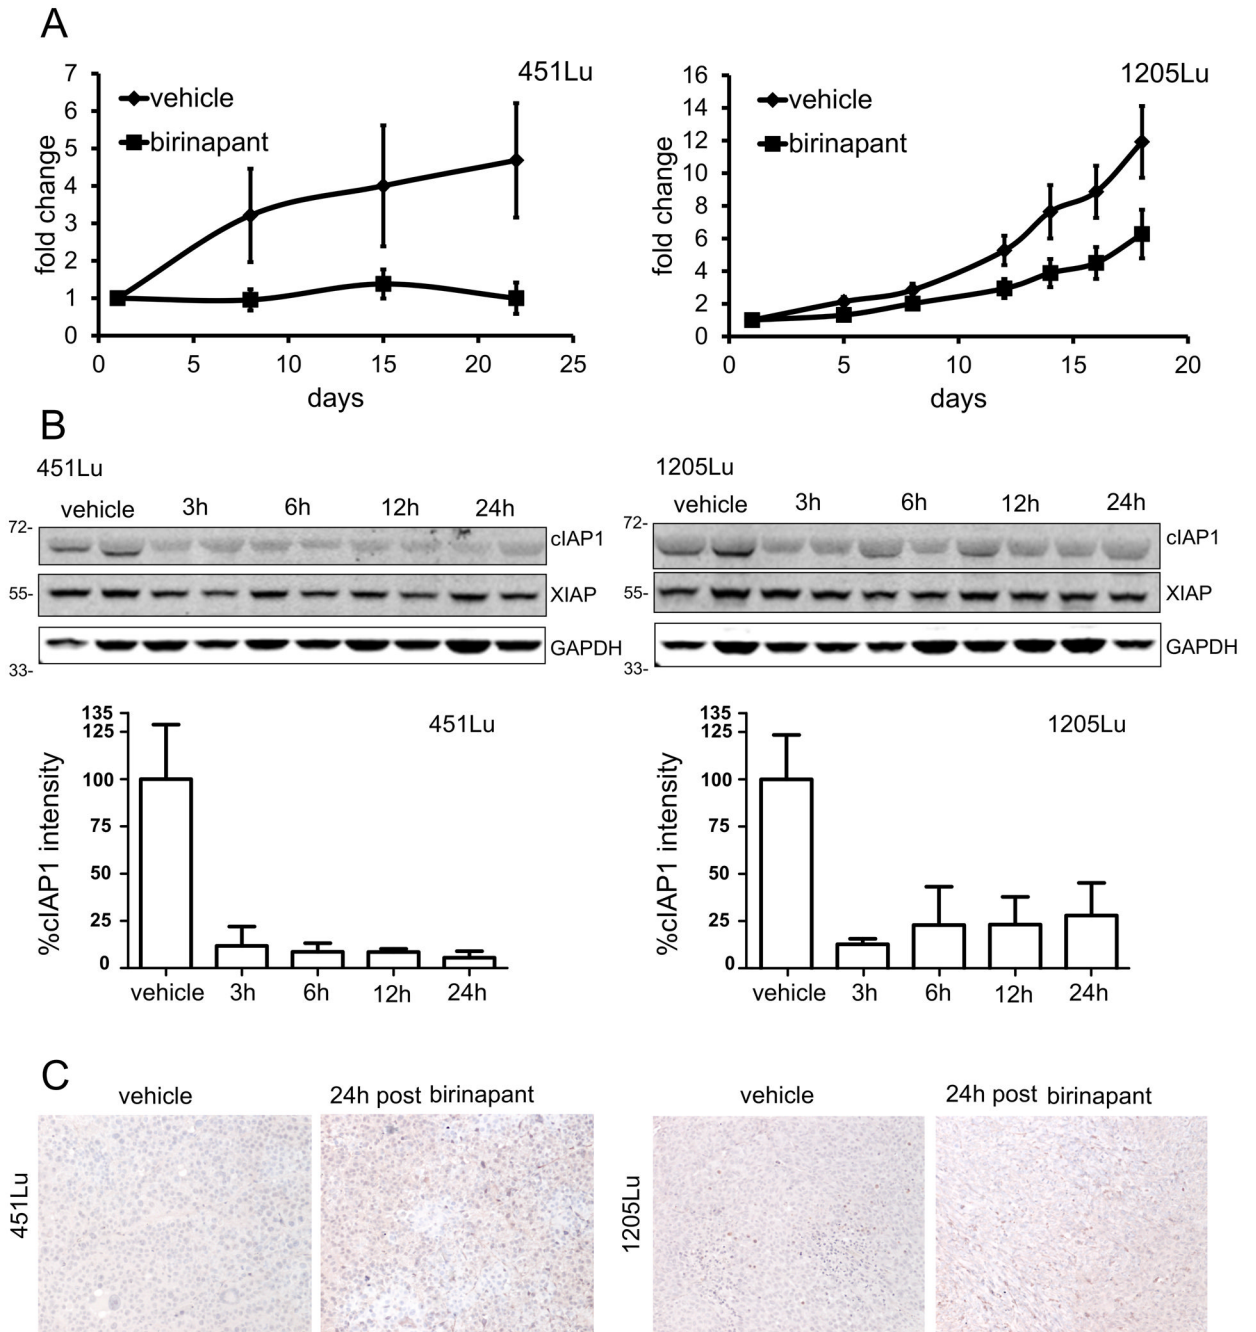 A
451Lu
vehicle
birinapant
fold change
7
6
5
4
3
2
1
0
0 5 10 15 20 25
days
1205Lu
vehicle
birinapant
fold change
16
14
12
10
8
6
4
2
0
0 5 10 15 20
days
B
451Lu
vehicle 3h 6h 12h 24h
72-
cIAP1
55-
XIAP
GAPDH
33-
1205Lu
vehicle 3h 6h 12h 24h
72-
cIAP1
55-
XIAP
GAPDH
33-
451Lu
%cIAP1 intensity
135
125
100
75
50
25
0
vehicle 3h 6h 12h 24h
1205Lu
%cIAP1 intensity
135
125
100
75
50
25
0
vehicle 3h 6h 12h 24h
C
vehicle 24h post birinapant
451Lu
vehicle 24h post birinapant
1205Lu